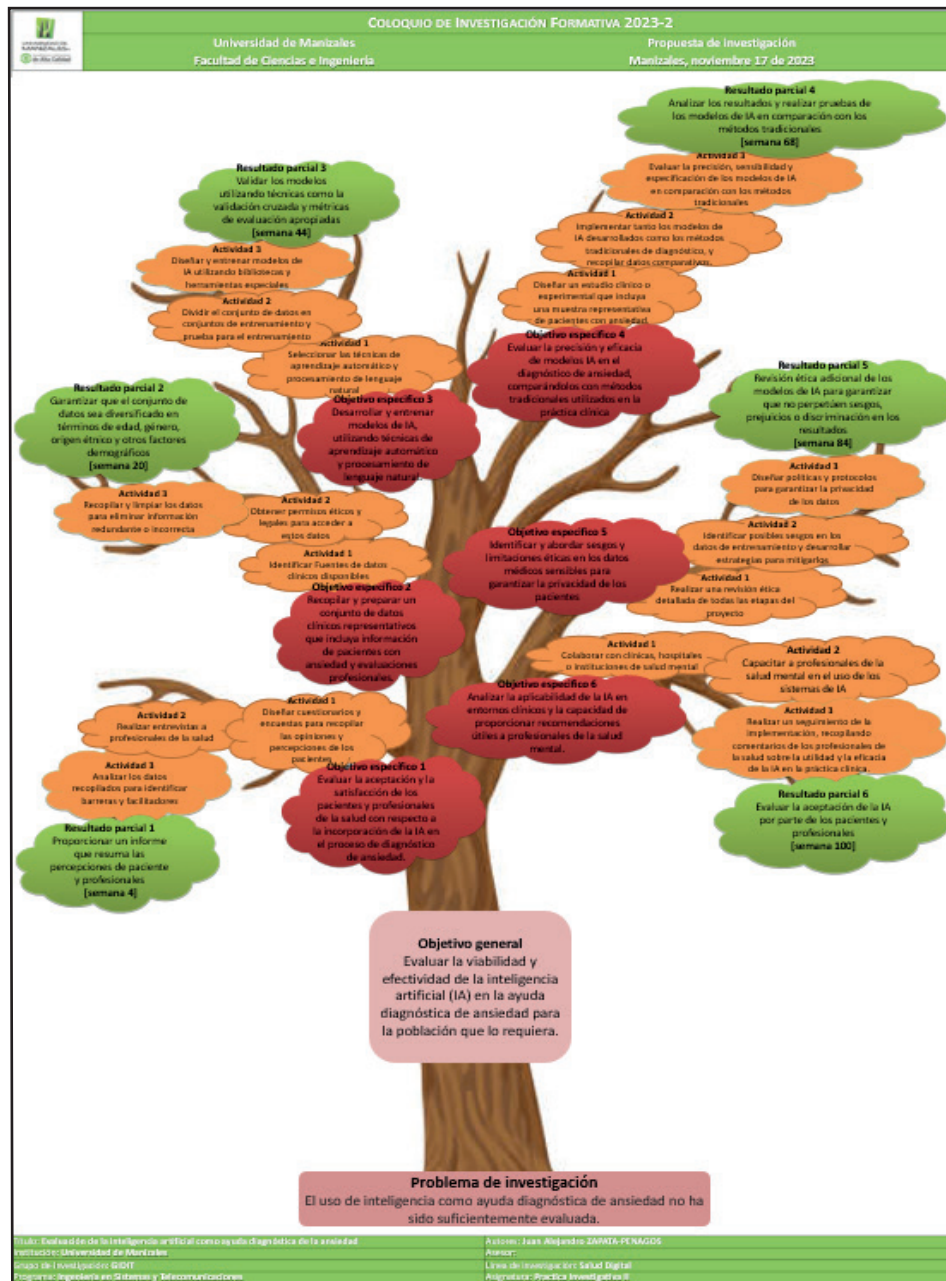 COLOQUIO DE INVESTIGACIÓN FORMATIVA 2023-2
Universidad de Manizales
Facultad de Ciencias e Ingeniería
Propuesta de investigación
Manizales, noviembre 17 de 2023
UNIVERSIDAD DE
MANIZALES
de Alta Calidad
Resultado parcial 4
Analizar los resultados y realizar pruebas de
los modelos de IA en comparación con los
métodos tradicionales
[semana 68]
Actividad 3
Evaluar la precisión, sensibilidad y
especificación de los modelos de IA
en comparación con los métodos
tradicionales
Actividad 2
Implementar tanto los modelos de
IA desarrollados como los métodos
tradicionales de diagnóstico, y
recopilar datos comparativos.
Actividad 1
Diseñar un estudio clínico o
experimental que incluya
una muestra representativa
de pacientes con ansiedad
Objetivo específico 4
Evaluar la precisión y eficacia
de modelos IA en el
diagnóstico de ansiedad,
comparándolos con métodos
tradicionales utilizados en la
práctica clínica
Resultado parcial 3
Validar los modelos
utilizando técnicas como la
validación cruzada y métricas
de evaluación apropiadas
[semana 44]
Actividad 3
Diseñar y entrenar modelos de
IA utilizando bibliotecas y
herramientas especiales
Actividad 2
Dividir el conjunto de datos en
conjuntos de entrenamiento y
prueba para el entrenamiento
Actividad 1
Seleccionar las técnicas de
aprendizaje automático y
procesamiento de lenguaje
natural
Objetivo específico 3
Desarrollar y entrenar
modelos de IA,
utilizando técnicas de
aprendizaje automático
y procesamiento de
lenguaje natural.
Resultado parcial 2
Garantizar que el conjunto de
datos sea diversificado en
términos de edad, género,
origen étnico y otros factores
demográficos
[semana 20]
Actividad 3
Recopilar y limpiar los datos
para eliminar información
redundante o incorrecta
Actividad 2
Obtener permisos éticos y
legales para acceder a
estos datos
Actividad 1
Identificar Fuentes de datos
clínicos disponibles
Objetivo específico 2
Recopilar y preparar un
conjunto de datos
clínicos representativos
que incluya información
de pacientes con
ansiedad y evaluaciones
profesionales.
Resultado parcial 5
Revisión ética adicional de los
modelos de IA para garantizar
que no perpetúen sesgos,
prejuicios o discriminación en los
resultados
[semana 84]
Actividad 3
Diseñar políticas y protocolos
para garantizar la privacidad
de los datos
Actividad 2
Identificar posibles sesgos en los
datos de entrenamiento y desarrollar
estrategias para mitigarlos
Actividad 1
Realizar una revisión ética
detallada de todas las etapas del
proyecto
Objetivo específico 5
Identificar y abordar sesgos y
limitaciones éticas en los datos
médicos sensibles para
garantizar la privacidad de los
pacientes
Actividad 1
Colaborar con clínicas, hospitales
o instituciones de salud mental
Actividad 2
Capacitar a profesionales de la
salud mental en el uso de los
sistemas de IA
Actividad 3
Realizar un seguimiento de la
implementación, recopilando
comentarios de los profesionales de
la salud sobre la utilidad y la eficacia
de la IA en la práctica clínica.
Objetivo específico 6
Analizar la aplicabilidad de la IA en
entornos clínicos y la capacidad de
proporcionar recomendaciones
útiles a profesionales de la salud
mental.
Resultado parcial 6
Evaluar la aceptación de la IA
por parte de los pacientes y
profesionales
[semana 100]
Actividad 1
Diseñar cuestionarios y
encuestas para recopilar
las opiniones y
percepciones de los
pacientes
Actividad 2
Realizar entrevistas a
profesionales de la salud
Actividad 3
Analizar los datos
recopilados para identificar
barreras y facilitadores
Objetivo específico 1
Evaluar la aceptación y la
satisfacción de los
pacientes y profesionales
de la salud con respecto a
la incorporación de la IA en
el proceso de diagnóstico
de ansiedad.
Resultado parcial 1
Proporcionar un informe
que resuma las
percepciones de paciente
y profesionales
[semana 4]
Objetivo general
Evaluar la viabilidad y
efectividad de la inteligencia
artificial (IA) en la ayuda
diagnóstica de ansiedad para
la población que lo requiera.
Problema de investigación
El uso de inteligencia como ayuda diagnóstica de ansiedad no ha
sido suficientemente evaluada.
Título: Evaluación de la inteligencia artificial como ayuda diagnóstica de la ansiedad
Institución: Universidad de Manizales
Grupo de Investigación: GIDIT
Programa: Ingeniería en Sistemas y Telecomunicaciones
Autores: Juan Alejandro ZAPATA-PENAGOS
Asesor:
Línea de Investigación: Salud Digital
Asignatura: Practica Investigativa II